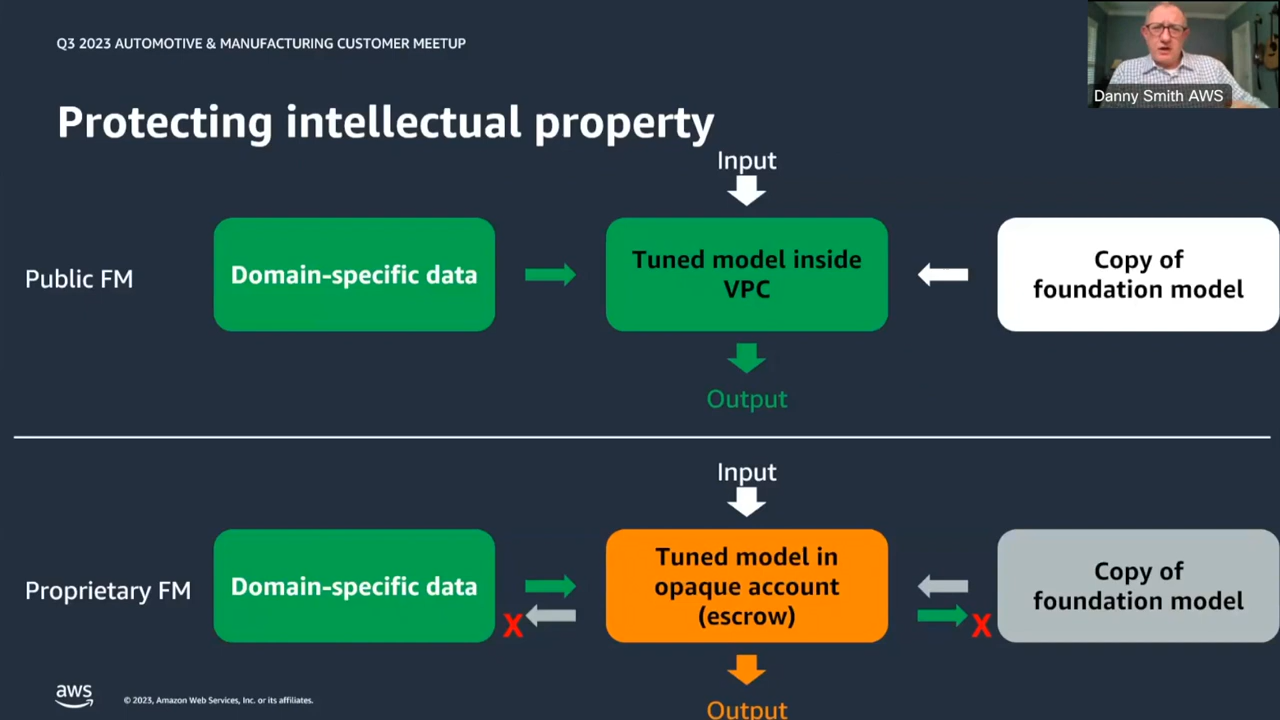 Q3 2023 AUTOMOTIVE & MANUFACTURING CUSTOMER MEETUP
Danny Smith AWS
Protecting intellectual property
Input
Public FM
Domain-specific data
Tuned model inside
VPC
Copy of
foundation model
Output
Input
Proprietary FM
Domain-specific data
X
Tuned model in
opaque account
(escrow)
X
Copy of
foundation model
Output
aws
© 2023, Amazon Web Services, Inc. or its affiliates.